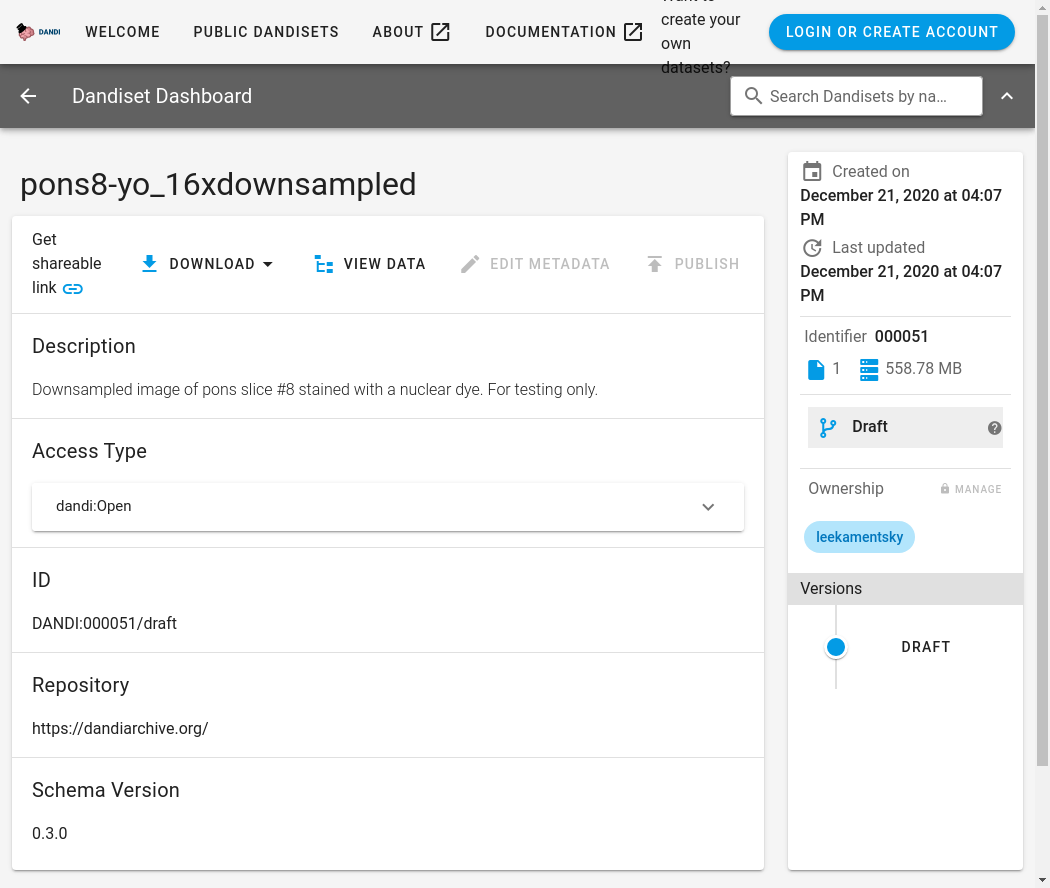 DANDI
WELCOME
PUBLIC DANDISETS
ABOUT
DOCUMENTATION
create your
own
datasets?
LOGIN OR CREATE ACCOUNT
Dandiset Dashboard
Search Dandisets by na…
pons8-yo_16xdownsampled
Get
shareable
link
DOWNLOAD
VIEW DATA
EDIT METADATA
PUBLISH
Description
Downsampled image of pons slice #8 stained with a nuclear dye. For testing only.
Access Type
dandi:Open
ID
DANDI:000051/draft
Repository
https://dandiarchive.org/
Schema Version
0.3.0
Created on
December 21, 2020 at 04:07
PM
Last updated
December 21, 2020 at 04:07
PM
Identifier 000051
1 558.78 MB
Draft
Ownership
MANAGE
leekamentsky
Versions
DRAFT